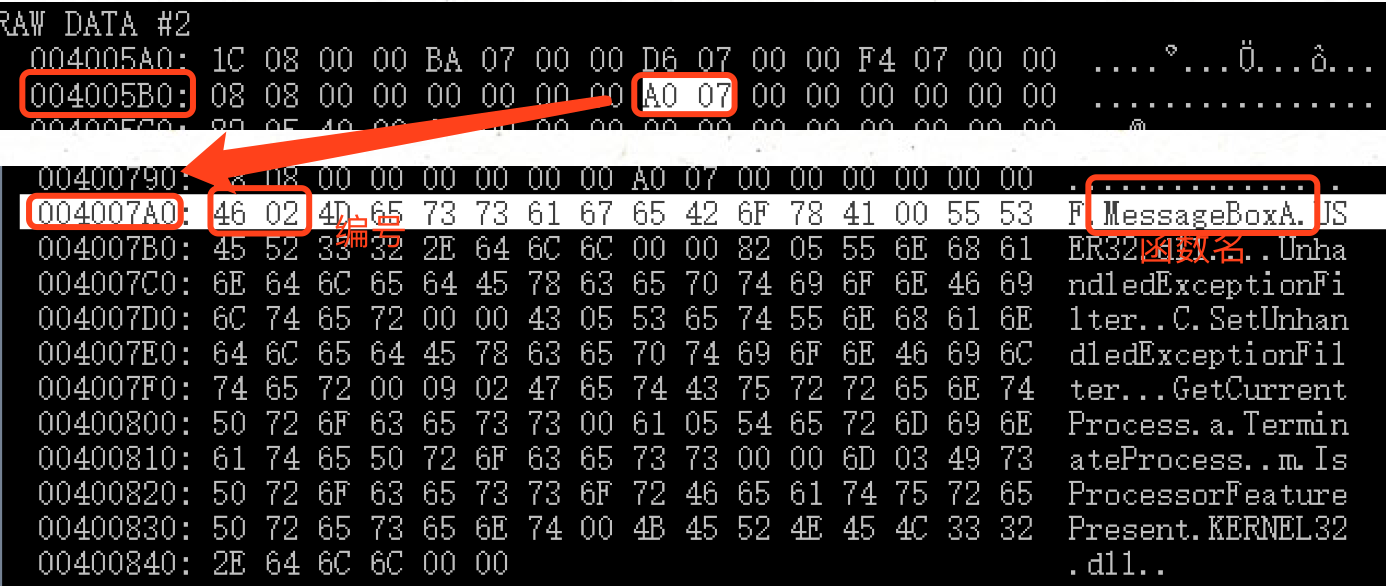 RAW DATA #2
004005A0: 1C 08 00 00 BA 07 00 00 D6 07 00 00 F4 07 00 00 ....º...Ö...ô...
004005B0: 08 08 00 00 00 00 00 00 A0 07 00 00 00 00 00 00 ................
00400790: 08 08 00 00 00 00 00 00 A0 07 00 00 00 00 00 00
004007A0: 46 02 4D 65 73 73 61 67 65 42 6F 78 41 00 55 53 F.MessageBoxA.US
编号
函数名
004007B0: 45 52 33 32 2E 64 6C 6C 00 00 82 05 55 6E 68 61 ER32.dll....Unha
004007C0: 6E 64 6C 65 64 45 78 63 65 70 74 69 6F 6E 46 69 ndledExceptionFi
004007D0: 6C 74 65 72 00 00 43 05 53 65 74 55 6E 68 61 6E lter..C.SetUnhan
004007E0: 64 6C 65 64 45 78 63 65 70 74 69 6F 6E 46 69 6C dledExceptionFil
004007F0: 74 65 72 00 09 02 47 65 74 43 75 72 72 65 6E 74 ter...GetCurrent
00400800: 50 72 6F 63 65 73 73 00 61 05 54 65 72 6D 69 6E Process.a.Termin
00400810: 61 74 65 50 72 6F 63 65 73 73 00 00 6D 03 49 73 ateProcess..m.Is
00400820: 50 72 6F 63 65 73 73 6F 72 46 65 61 74 75 72 65 ProcessorFeature
00400830: 50 72 65 73 65 6E 74 00 4B 45 52 4E 45 4C 33 32 Present.KERNEL32
00400840: 2E 64 6C 6C 00 00 .dll..